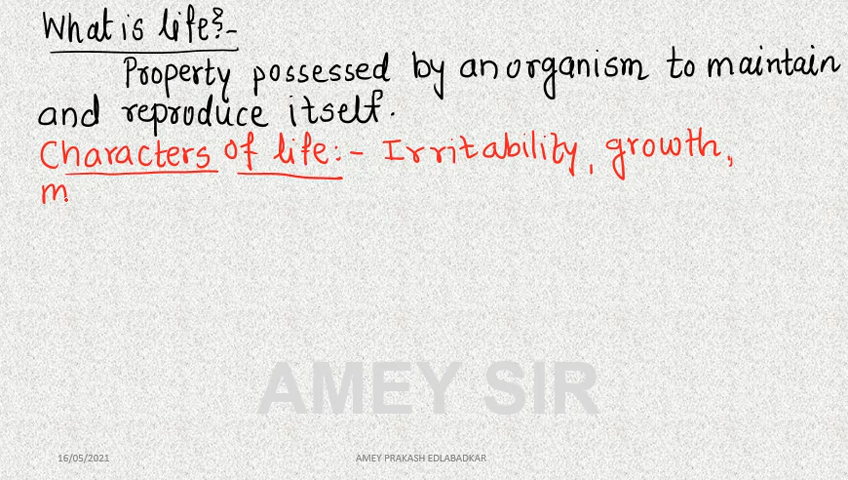 What is life?-
Property possessed by an organism to maintain
and reproduce itself.
Characters of life:- Irritability, growth,
m
AMEY SIR
16/05/2021 AMEY PRAKASH EDLABADKAR